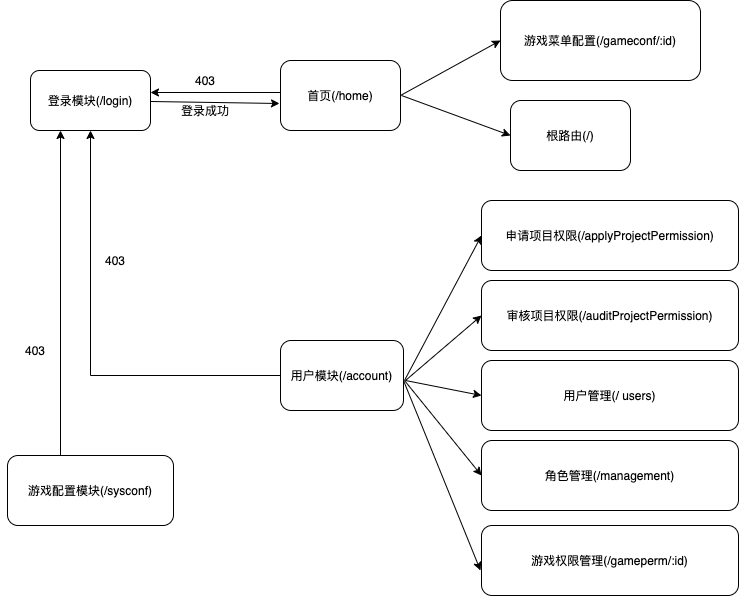 游戏菜单配置(/gameconf/:id)
403
登录模块(/login)
首页(/home)
登录成功
根路由(/)
申请项目权限(/applyProjectPermission)
403
审核项目权限(/auditProjectPermission)
403
用户模块(/account)
用户管理(/ users)
角色管理(/management)
游戏配置模块(/sysconf)
游戏权限管理(/gameperm/:id)